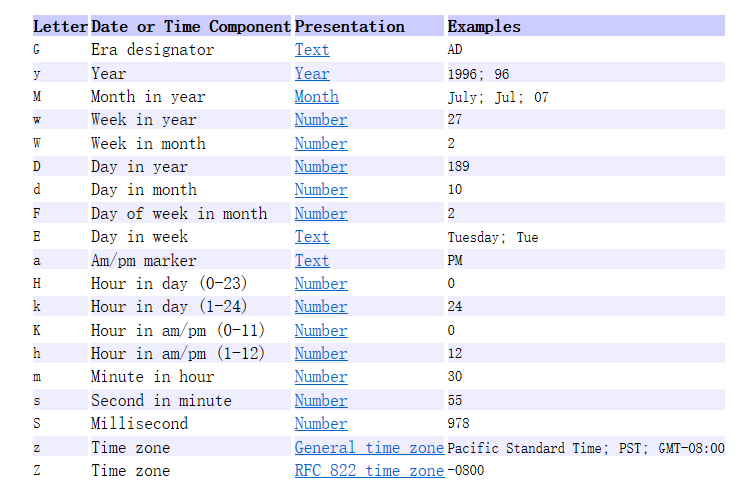 Letter Date or Time Component Presentation Examples
G Era designator Text AD
y Year Year 1996; 96
M Month in year Month July; Jul; 07
w Week in year Number 27
W Week in month Number 2
D Day in year Number 189
d Day in month Number 10
F Day of week in month Number 2
E Day in week Text Tuesday; Tue
a Am/pm marker Text PM
H Hour in day (0-23) Number 0
k Hour in day (1-24) Number 24
K Hour in am/pm (0-11) Number 0
h Hour in am/pm (1-12) Number 12
m Minute in hour Number 30
s Second in minute Number 55
S Millisecond Number 978
z Time zone General time zone Pacific Standard Time; PST; GMT-08:00
Z Time zone RFC 822 time zone -0800